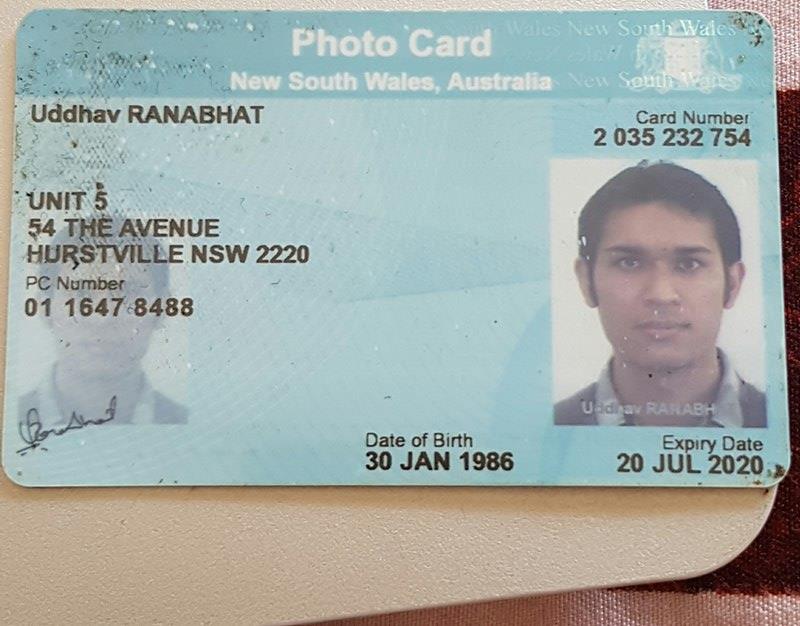 Wales New South Wales
Photo Card
New South Wales, Australia
New South Wales
Uddhav RANABHAT
Card Number
2 035 232 754
UNIT 5
54 THE AVENUE
HURSTVILLE NSW 2220
PC Number
01 1647 8488
Uddhav RANABH
Date of Birth
30 JAN 1986
Expiry Date
20 JUL 2020